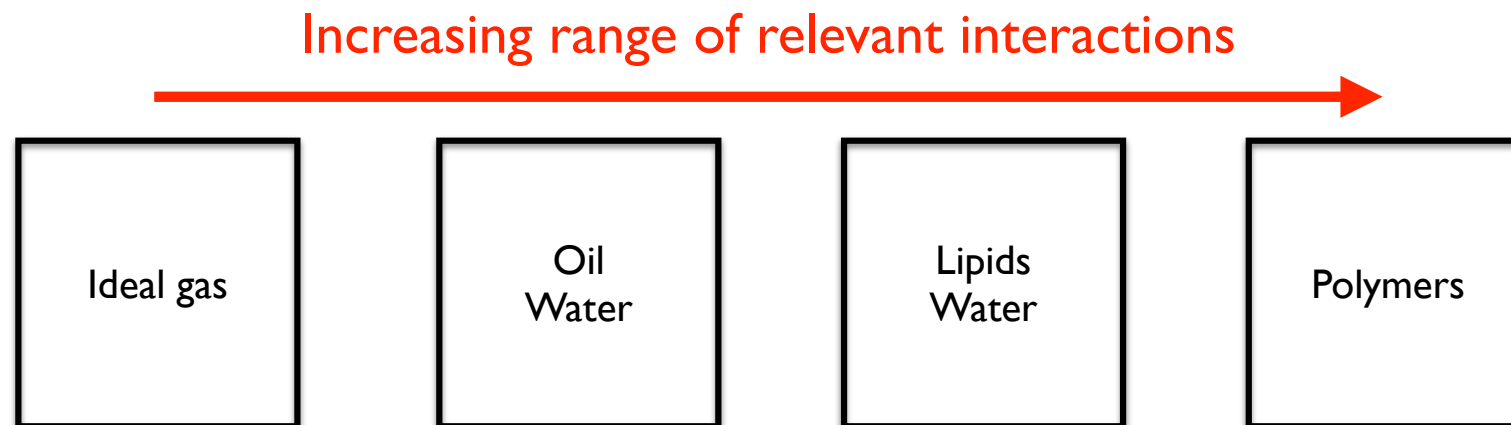 Increasing range of relevant interactions
Ideal gas
Oil
Water
Lipids
Water
Polymers